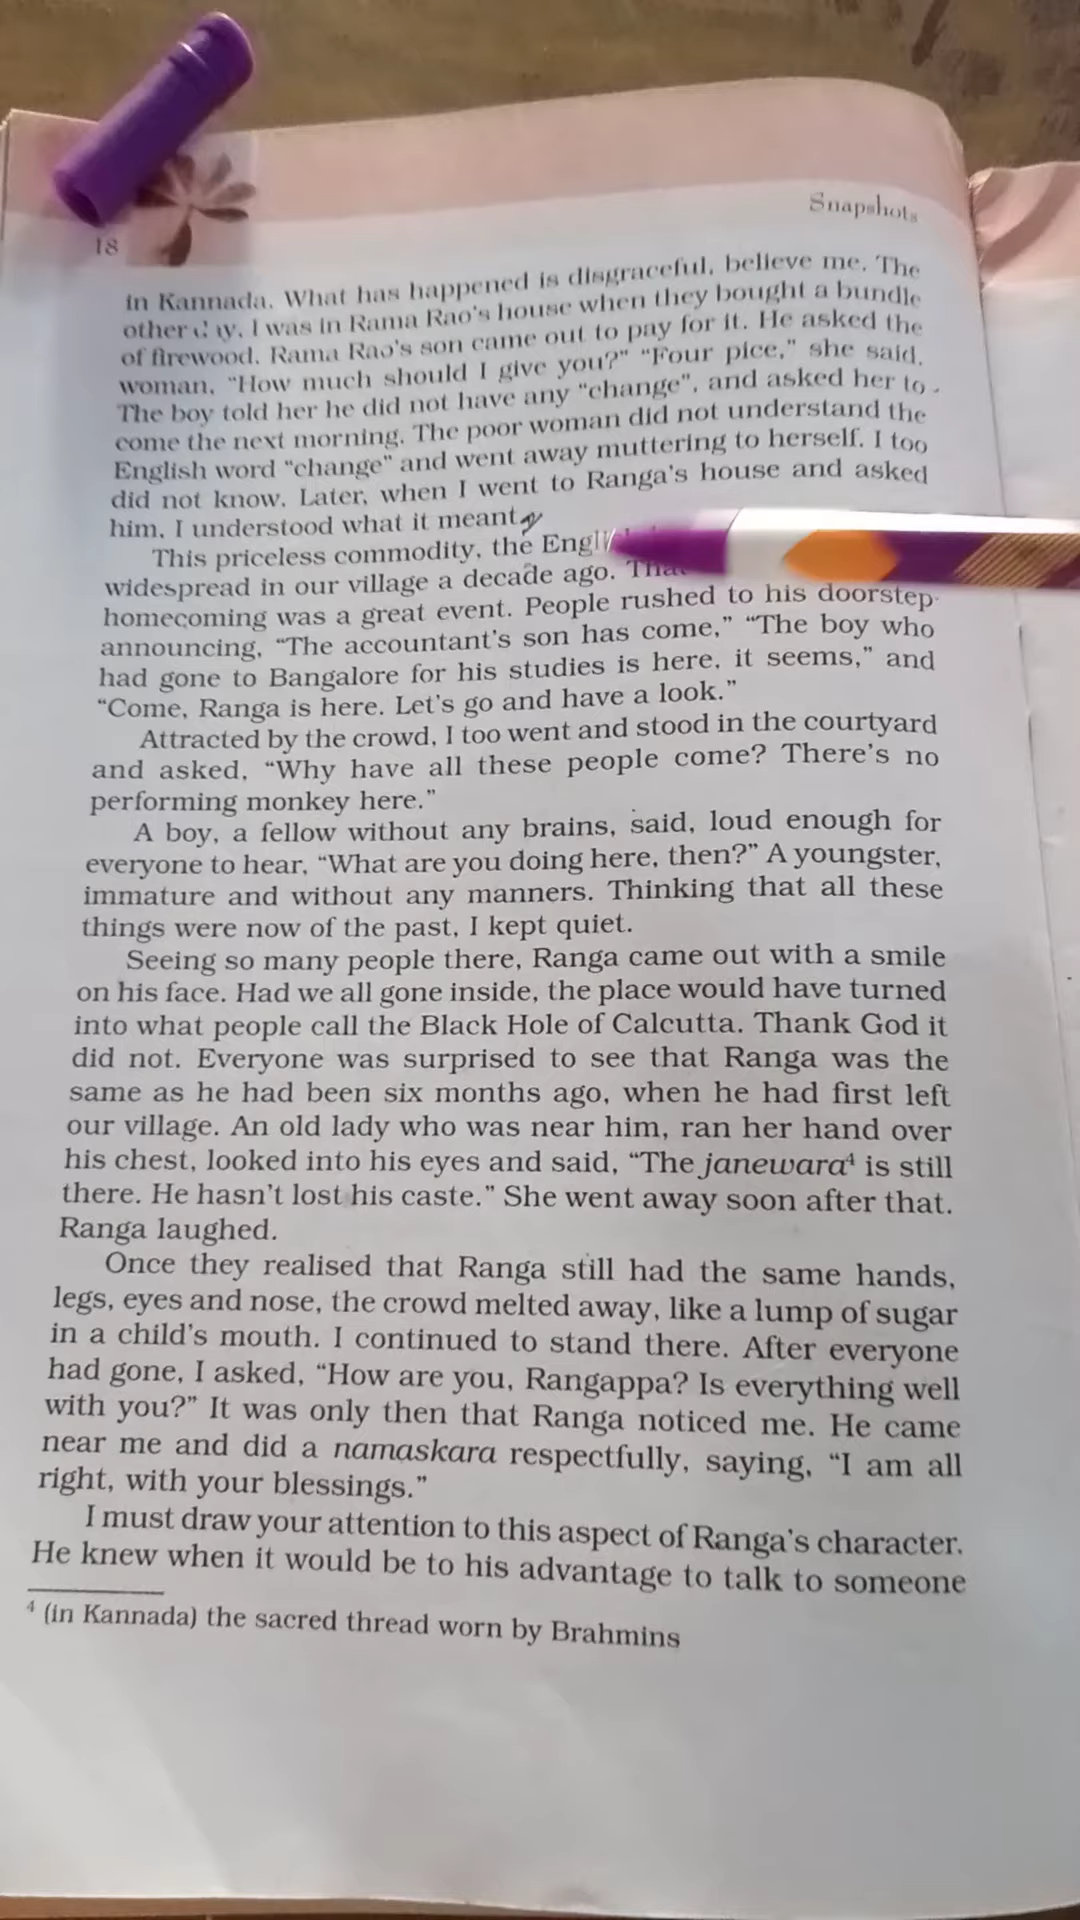 Snapshots
18
in Kannada. What has happened is disgraceful, believe me. The
other day, I was in Rama Rao's house when they bought a bundle
of firewood. Rama Rao's son came out to pay for it. He asked the
woman, "How much should I give you?" "Four pice," she said.
The boy told her he did not have any "change", and asked her to
come the next morning. The poor woman did not understand the
English word "change" and went away muttering to herself. I too
did not know. Later, when I went to Ranga's house and asked
him, I understood what it meant.
This priceless commodity, the
widespread in our village a decade ago.
homecoming was a great event. People rushed to his doorstep
announcing, "The accountant's son has come," "The boy who
had gone to Bangalore for his studies is here, it seems," and
"Come, Ranga is here. Let's go and have a look."
Attracted by the crowd, I too went and stood in the courtyard
and asked, "Why have all these people come? There's no
performing monkey here."
A boy, a fellow without any brains, said, loud enough for
everyone to hear, "What are you doing here, then?" A youngster,
immature and without any manners. Thinking that all these
things were now of the past, I kept quiet.
Seeing so many people there, Ranga came out with a smile
on his face. Had we all gone inside, the place would have turned
into what people call the Black Hole of Calcutta. Thank God it
did not. Everyone was surprised to see that Ranga was the
same as he had been six months ago, when he had first left
our village. An old lady who was near him, ran her hand over
his chest, looked into his eyes and said, "The janewara⁴ is still
there. He hasn't lost his caste." She went away soon after that.
Ranga laughed.
Once they realised that Ranga still had the same hands,
legs, eyes and nose, the crowd melted away, like a lump of sugar
in a child's mouth. I continued to stand there. After everyone
had gone, I asked, "How are you, Rangappa? Is everything well
with you?" It was only then that Ranga noticed me. He came
near me and did a namaskara respectfully, saying, "I am all
right, with your blessings."
I must draw your attention to this aspect of Ranga's character.
He knew when it would be to his advantage to talk to someone
⁴ (in Kannada) the sacred thread worn by Brahmins